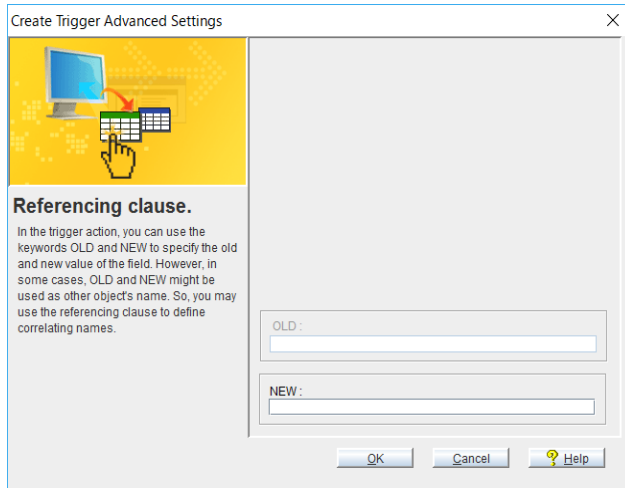 Create Trigger Advanced Settings
Referencing clause.
In the trigger action, you can use the
keywords OLD and NEW to specify the old
and new value of the field. However, in
some cases, OLD and NEW might be
used as other object's name. So, you may
use the referencing clause to define
correlating names.
OLD :
NEW :
OK
Cancel
Help